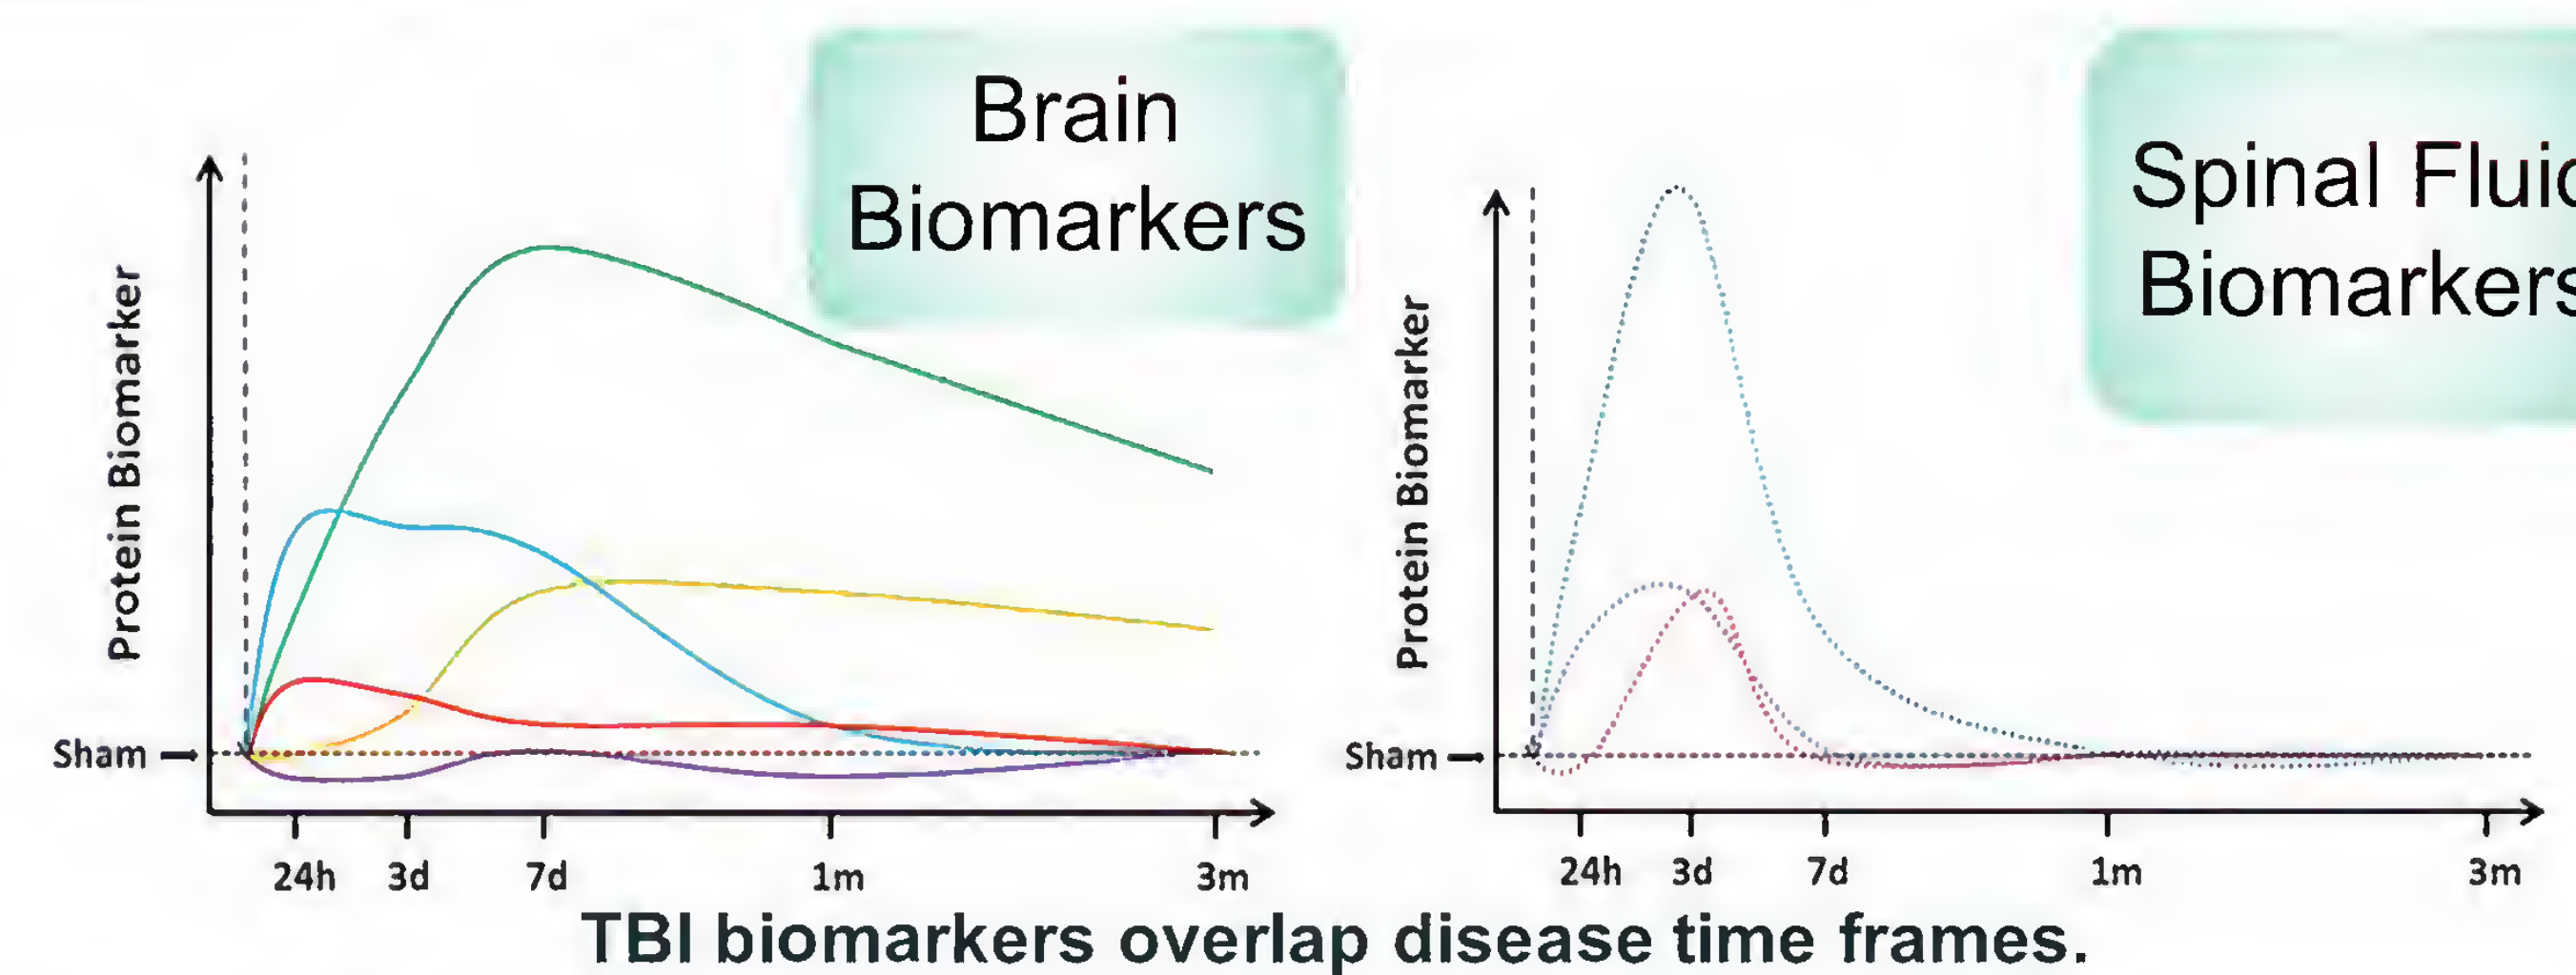 Brain
Biomarkers
Protein Biomarker
Sham
24h 3d 7d 1m 3m
Spinal Fluid
Biomarkers
Protein Biomarker
Sham
24h 3d 7d 1m 3m
TBI biomarkers overlap disease time frames.